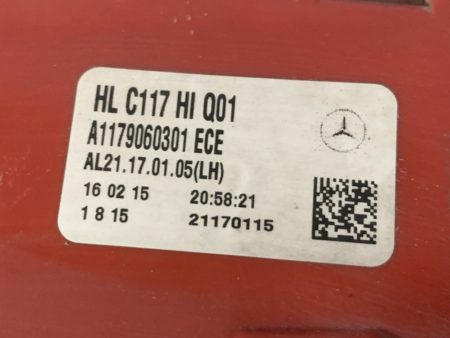 HL C117 HI Q01
A1179060301 ECE
AL21.17.01.05(LH)
16 02 15 20:58:21
1 8 15 21170115